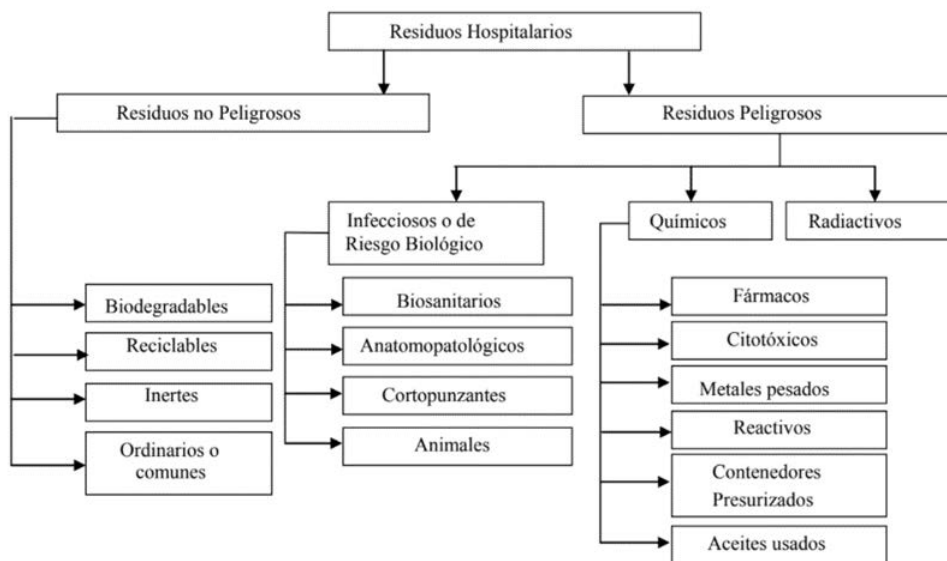 Residuos Hospitalarios
Residuos no Peligrosos
Residuos Peligrosos
Infecciosos o de
Riesgo Biológico
Químicos
Radiactivos
Biodegradables
Reciclables
Inertes
Ordinarios o
comunes
Biosanitarios
Anatomopatológicos
Cortopunzantes
Animales
Fármacos
Citotóxicos
Metales pesados
Reactivos
Contenedores
Presurizados
Aceites usados